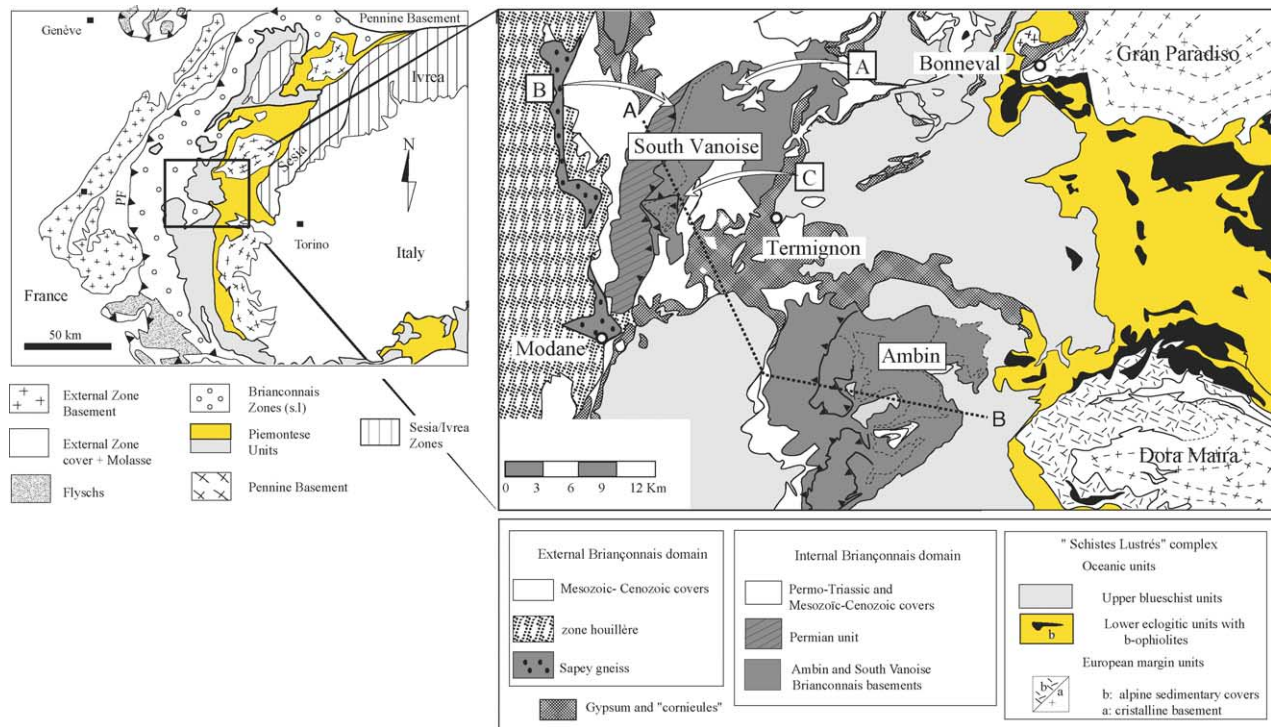 Genève
Pennine Basement
Ivrea
Sesia
N
PF
Torino
Italy
France
50 km
External Zone
Basement
External Zone
cover + Molasse
Flyschs
Brianconnais
Zones (s.l)
Piemontese
Units
Pennine Basement
Sesia/Ivrea
Zones
A
Bonneval
Gran Paradiso
B
A
South Vanoise
C
Termignon
Modane
Ambin
B
Dora Maira
0 3 6 9 12 Km
External Briançonnais domain
Mesozoic- Cenozoic covers
zone houillère
Sapey gneiss
Gypsum and "cornieules"
Internal Briançonnais domain
Permo-Triassic and
Mesozoïc-Cenozoic covers
Permian unit
Ambin and South Vanoise
Brianconnais basements
" Schistes Lustrés" complex
Oceanic units
Upper blueschist units
b
Lower eclogitic units with
b-ophiolites
European margin units
b
a
b: alpine sedimentary covers
a: cristalline basement